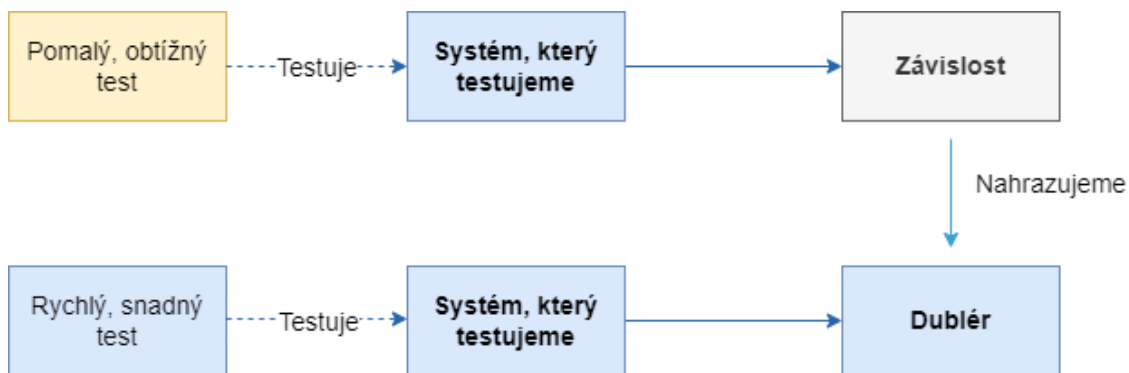 Pomalý, obtížný
test
Testuje
Systém, který
testujeme
Závislost
Nahrazujeme
Rychlý, snadný
test
Testuje
Systém, který
testujeme
Dublér